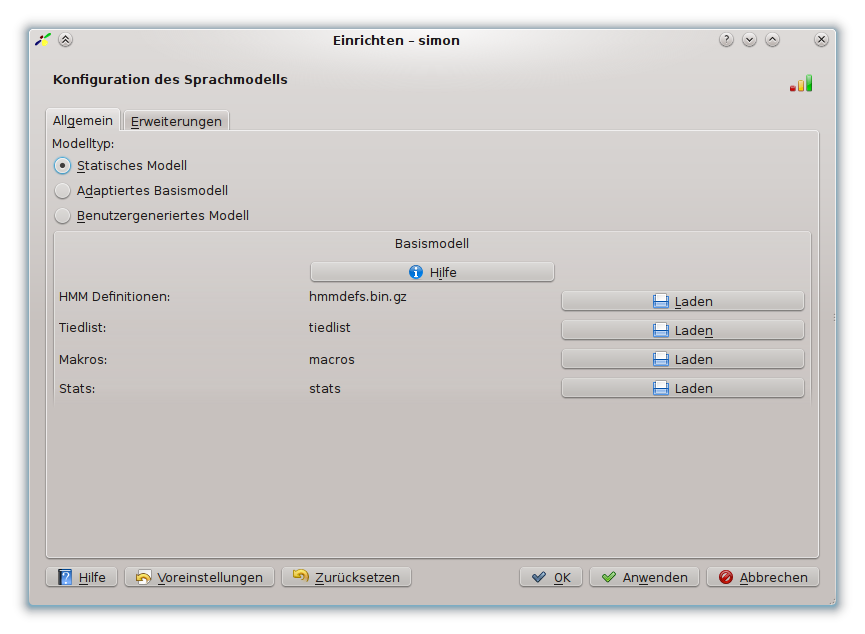 Einrichten – simon
Konfiguration des Sprachmodells
Allgemein Erweiterungen
Modelltyp:
Statisches Modell
Adaptiertes Basismodell
Benutzergeneriertes Modell
Basismodell
Hilfe
HMM Definitionen: hmmdefs.bin.gz Laden
Tiedlist: tiedlist Laden
Makros: macros Laden
Stats: stats Laden
Hilfe Voreinstellungen Zurücksetzen OK Anwenden Abbrechen